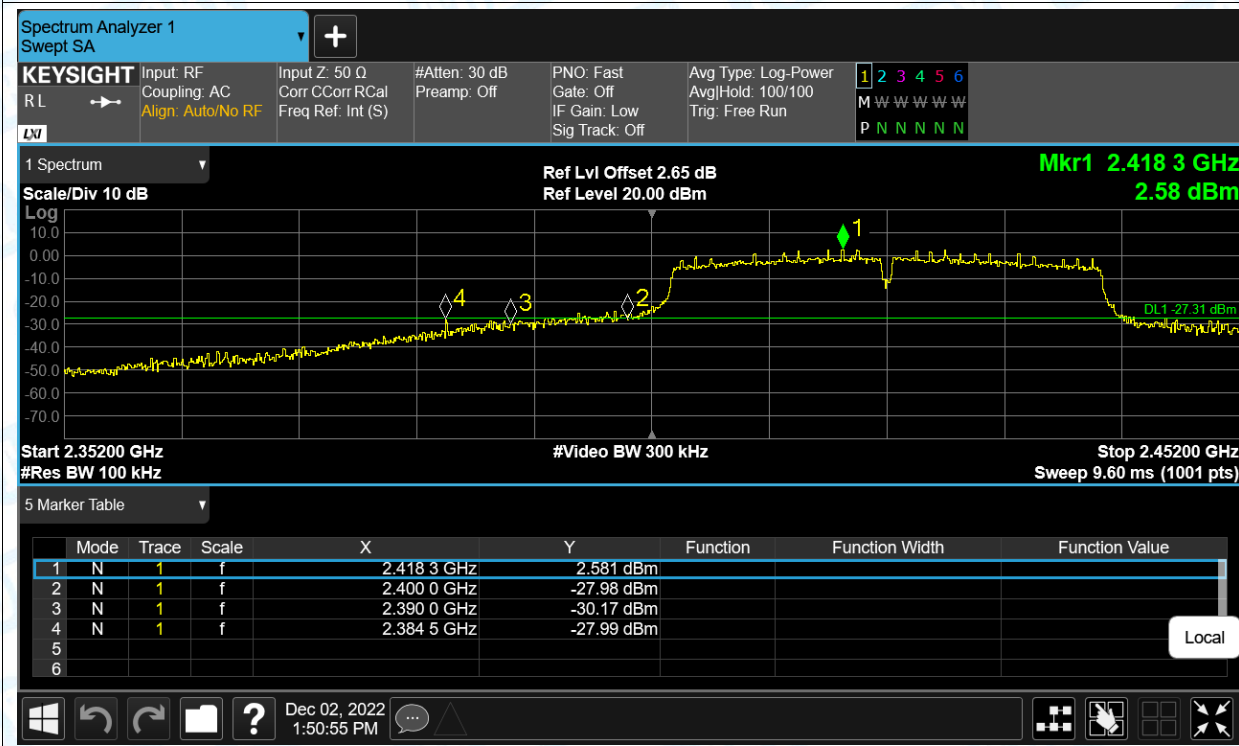 Spectrum Analyzer 1
Swept SA
+
KEYSIGHT
R L
LXI
Input: RF
Coupling: AC
Align: Auto/No RF
Input Z: 50 Ω
Corr CCorr RCal
Freq Ref: Int (S)
#Atten: 30 dB
Preamp: Off
PNO: Fast
Gate: Off
IF Gain: Low
Sig Track: Off
Avg Type: Log-Power
Avg|Hold: 100/100
Trig: Free Run
1 2 3 4 5 6
M W W W W W
P N N N N N
1 Spectrum
Scale/Div 10 dB
Ref Lvl Offset 2.65 dB
Ref Level 20.00 dBm
Mkr1 2.418 3 GHz
2.58 dBm
Log
10.0
0.00
-10.0
-20.0
-30.0
-40.0
-50.0
-60.0
-70.0
4
3
2
1
DL1 -27.31 dBm
Start 2.35200 GHz
#Res BW 100 kHz
#Video BW 300 kHz
Stop 2.45200 GHz
Sweep 9.60 ms (1001 pts)
5 Marker Table
Mode Trace Scale X Y Function Function Width Function Value
1 N 1 f 2.418 3 GHz 2.581 dBm
2 N 1 f 2.400 0 GHz -27.98 dBm
3 N 1 f 2.390 0 GHz -30.17 dBm
4 N 1 f 2.384 5 GHz -27.99 dBm
5
6
Local
?
Dec 02, 2022
1:50:55 PM